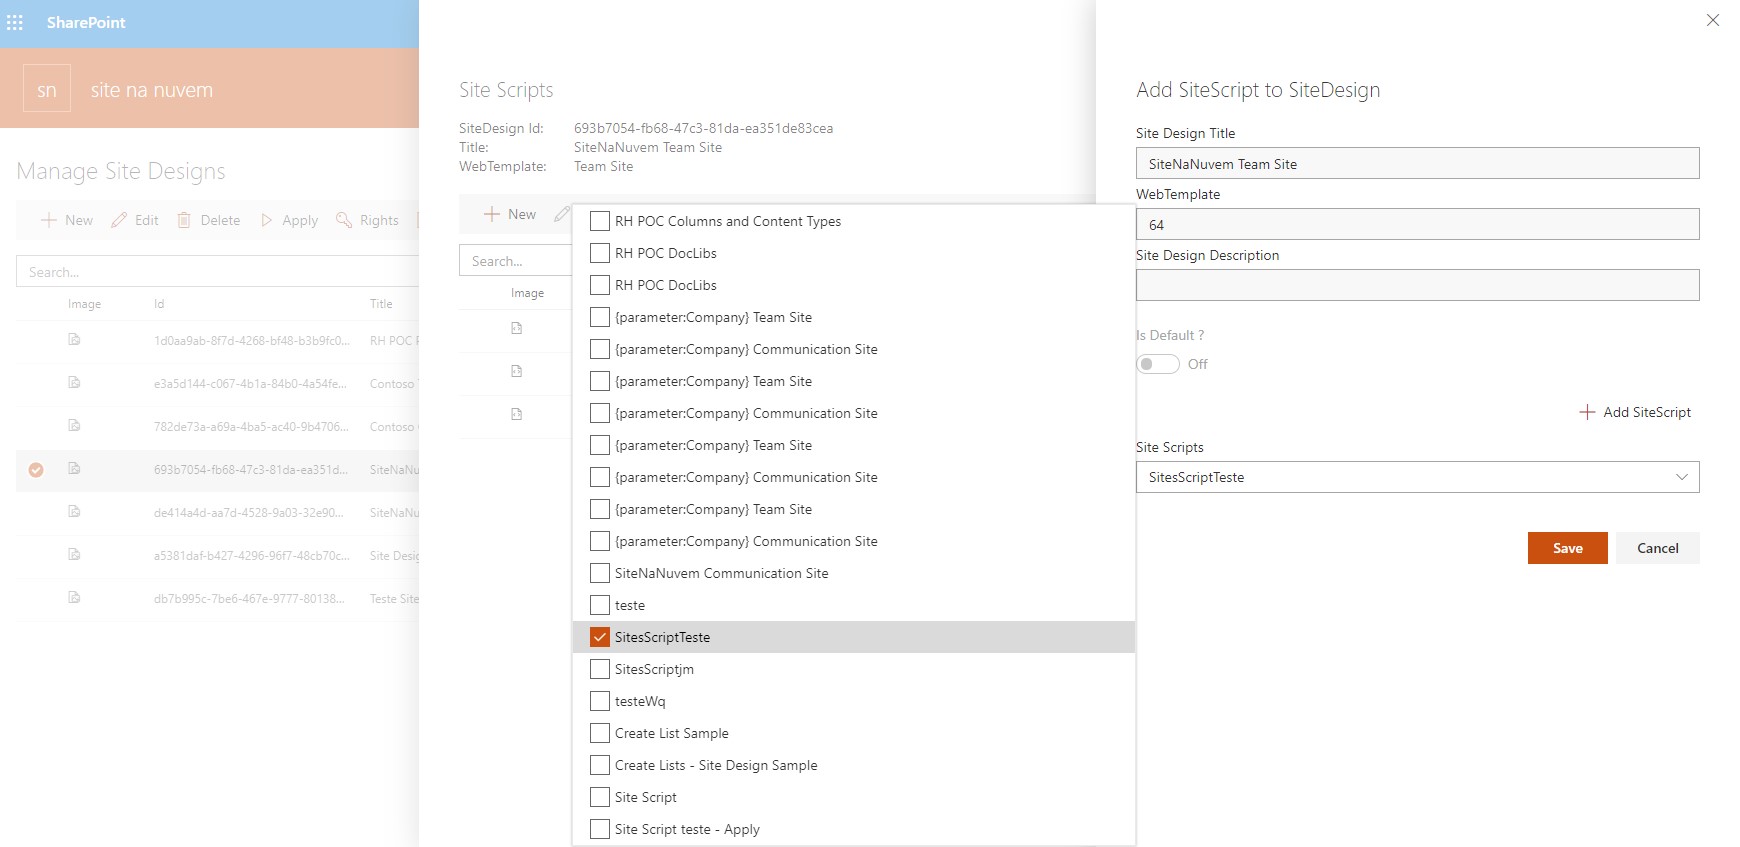 SharePoint
sn
site na nuvem
Manage Site Designs
New Edit Delete Apply Rights
Search...
Image Id Title
1d0aa9ab-8f7d-4268-bf48-b3b9fc0... RH POC
e3a5d144-c067-4b1a-84b0-4a54fe... Contoso
782de73a-a69a-4ba5-ac40-9b4706... Contoso
693b7054-fb68-47c3-81da-ea351d... SiteNaNu
de414a4d-aa7d-4528-9a03-32e90... SiteNaNu
a5381daf-b427-4296-96f7-48cb70c... Site Desig
db7b995c-7be6-467e-9777-80138... Teste Site
Site Scripts
SiteDesign Id: 693b7054-fb68-47c3-81da-ea351de83cea
Title: SiteNaNuvem Team Site
WebTemplate: Team Site
New
Search...
Image
RH POC Columns and Content Types
RH POC DocLibs
RH POC DocLibs
{parameter:Company} Team Site
{parameter:Company} Communication Site
{parameter:Company} Team Site
{parameter:Company} Communication Site
{parameter:Company} Team Site
{parameter:Company} Communication Site
{parameter:Company} Team Site
{parameter:Company} Communication Site
SiteNaNuvem Communication Site
teste
SitesScriptTeste
SitesScriptjm
testeWq
Create List Sample
Create Lists - Site Design Sample
Site Script
Site Script teste - Apply
Add SiteScript to SiteDesign
Site Design Title
SiteNaNuvem Team Site
WebTemplate
64
Site Design Description
Is Default ?
Off
Add SiteScript
Site Scripts
SitesScriptTeste
Save Cancel